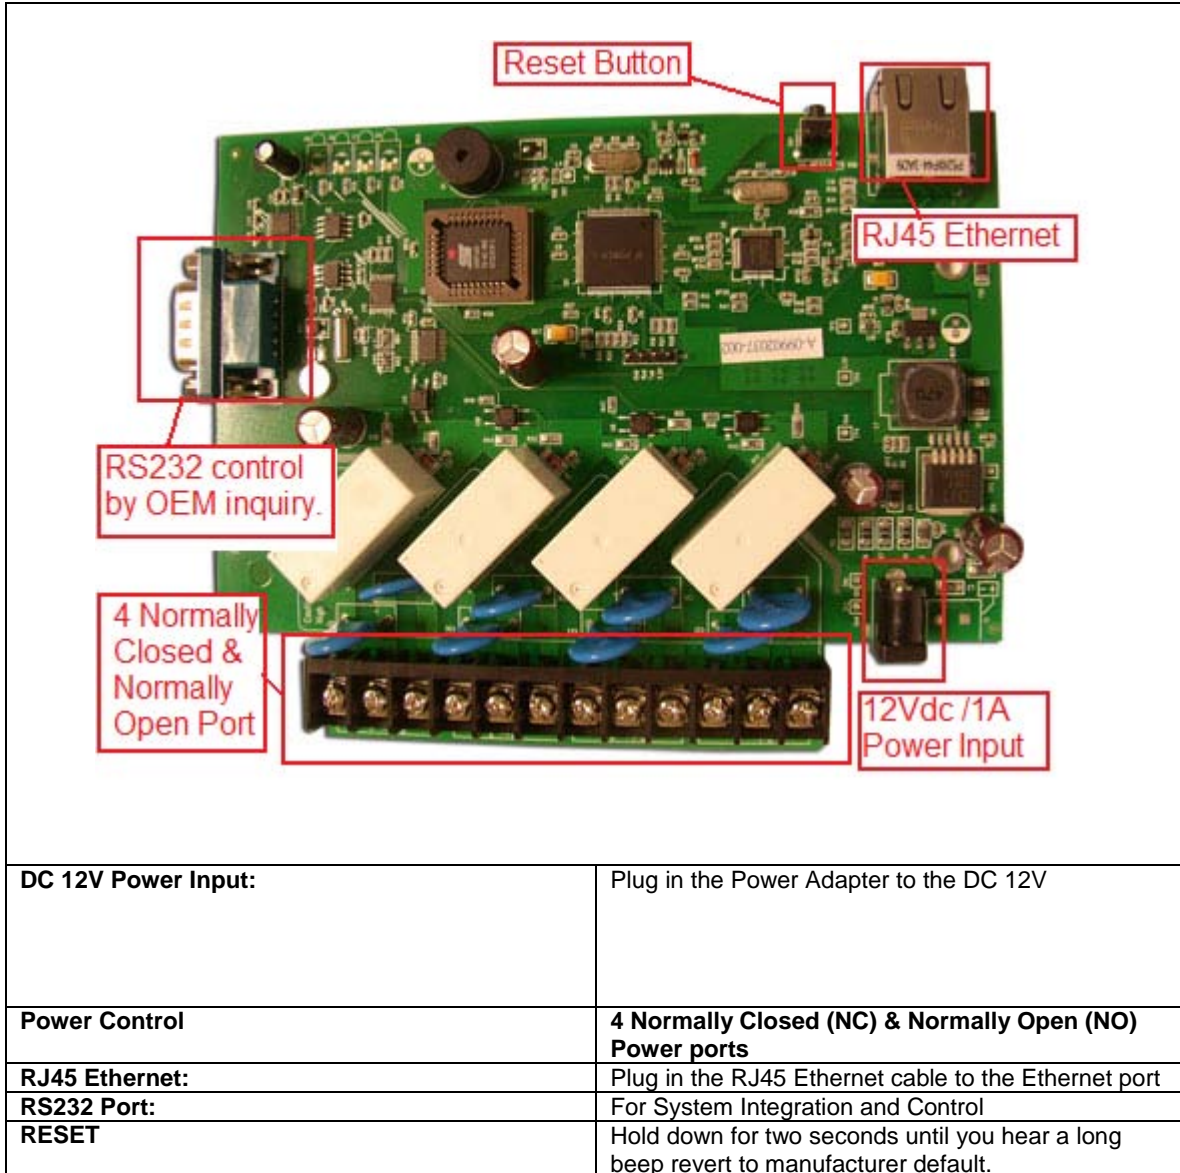 Reset Button
RJ45 Ethernet
A-09902037-002
470
RS232 control
by OEM inquiry.
4 Normally
Closed &
Normally
Open Port
12Vdc /1A
Power Input
DC 12V Power Input:
Plug in the Power Adapter to the DC 12V
Power Control
4 Normally Closed (NC) & Normally Open (NO)
Power ports
RJ45 Ethernet:
Plug in the RJ45 Ethernet cable to the Ethernet port
RS232 Port:
For System Integration and Control
RESET
Hold down for two seconds until you hear a long
beep revert to manufacturer default.